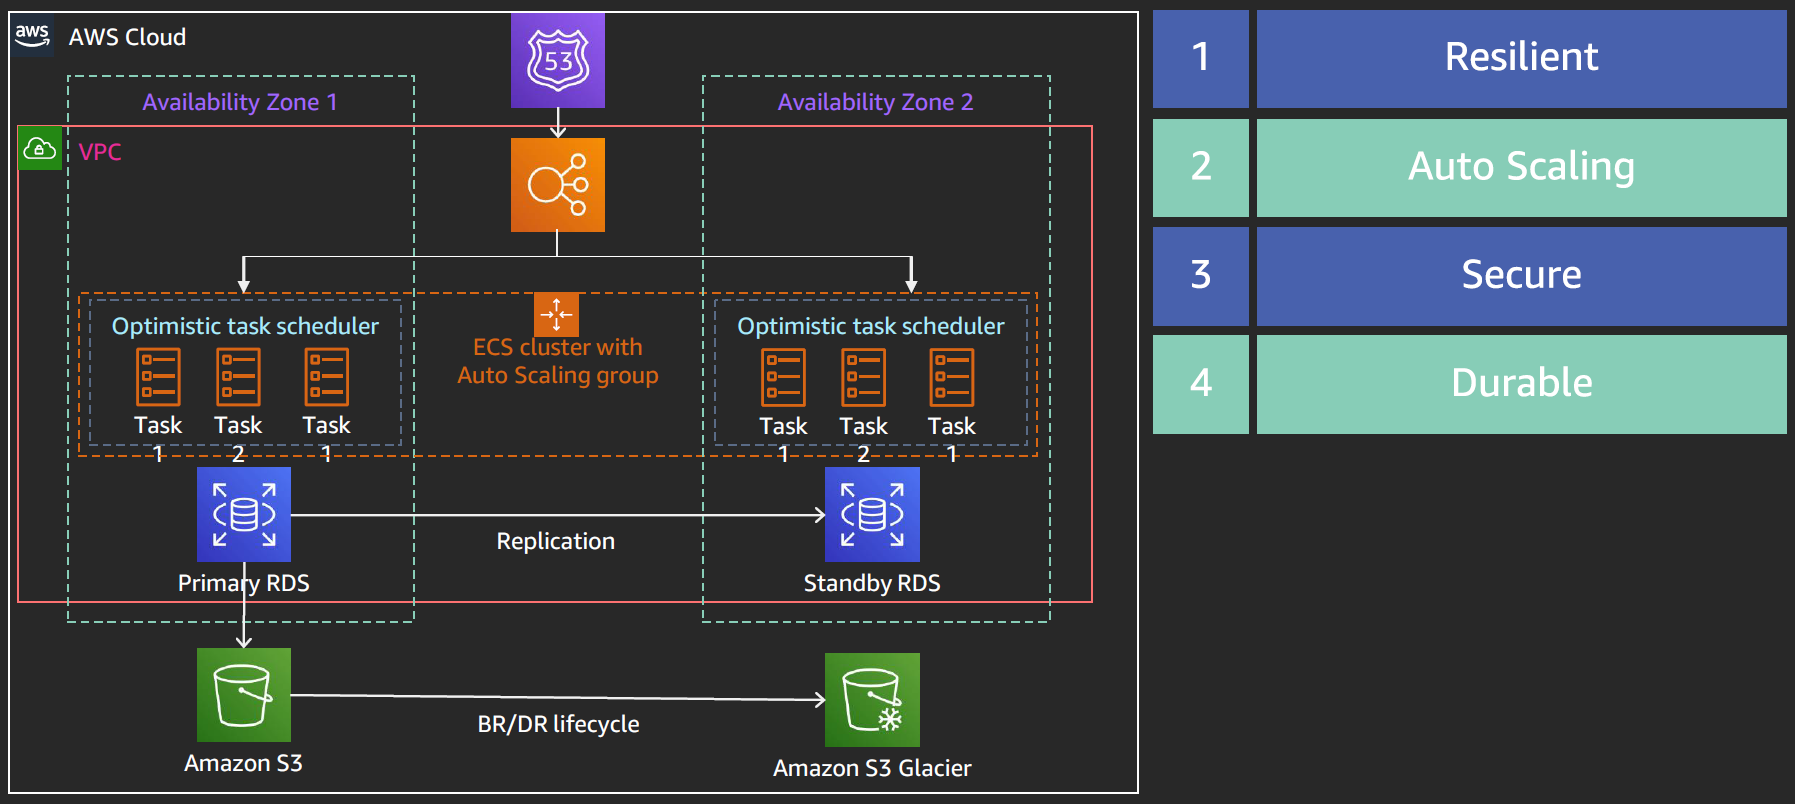 aws
AWS Cloud
53
Availability Zone 1
Availability Zone 2
VPC
Optimistic task scheduler
Task
1
Task
2
Task
1
ECS cluster with
Auto Scaling group
Optimistic task scheduler
Task
1
Task
2
Task
1
Replication
Primary RDS
Standby RDS
BR/DR lifecycle
Amazon S3
Amazon S3 Glacier
1 Resilient
2 Auto Scaling
3 Secure
4 Durable